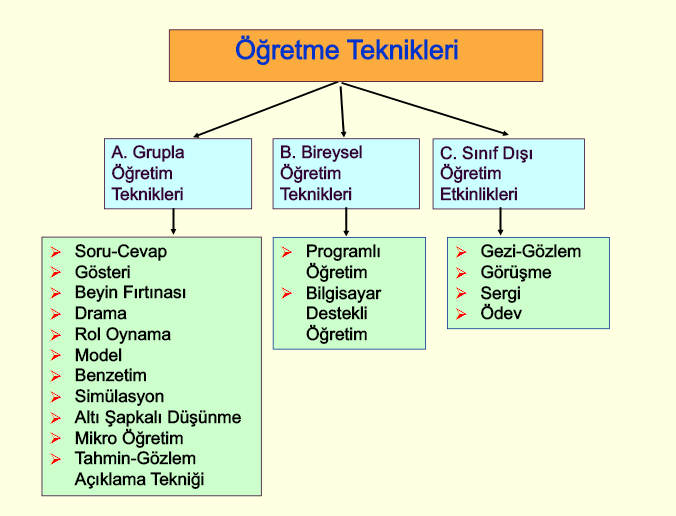 Öğretme Teknikleri
A. Grupla
Öğretim
Teknikleri
B. Bireysel
Öğretim
Teknikleri
C. Sınıf Dışı
Öğretim
Etkinlikleri
Soru-Cevap
Gösteri
Beyin Fırtınası
Drama
Rol Oynama
Model
Benzetim
Simülasyon
Altı Şapkalı Düşünme
Mikro Öğretim
Tahmin-Gözlem
Açıklama Tekniği
Programlı
Öğretim
Bilgisayar
Destekli
Öğretim
Gezi-Gözlem
Görüşme
Sergi
Ödev